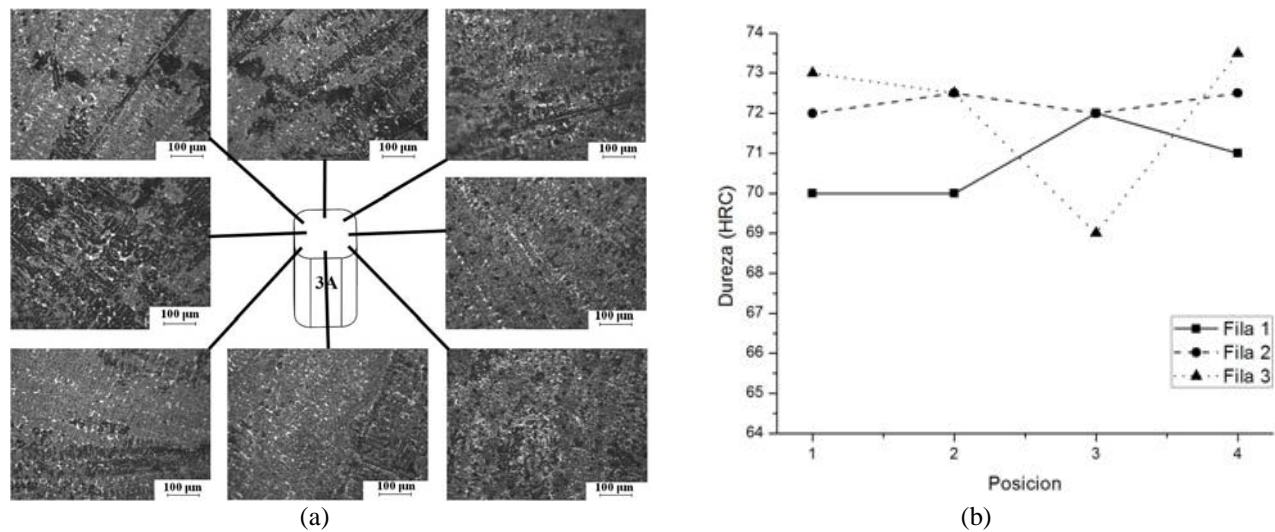 100 µm
100 µm
100 µm
100 µm
3A
100 µm
100 µm
100 µm
100 µm
(a)
74
73
72
71
70
69
68
67
66
65
64
Dureza (HRC)
1 2 3 4
Posicion
Fila 1
Fila 2
Fila 3
(b)